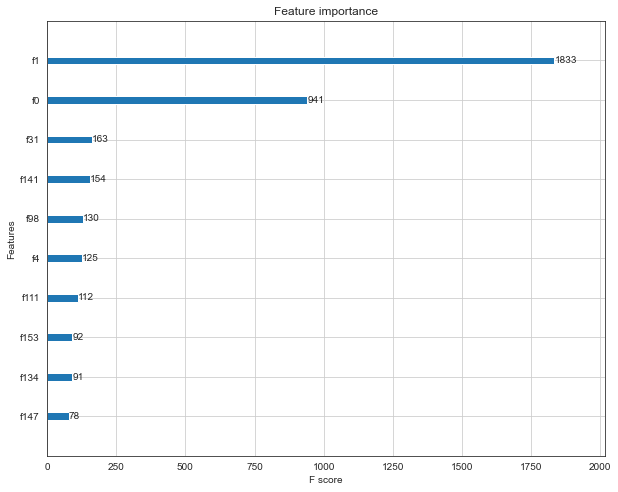 Feature importance
f1
1833
f0
941
f31
163
f141
154
f98
130
f4
125
f111
112
f153
92
f134
91
f147
78
Features
0 250 500 750 1000 1250 1500 1750 2000
F score